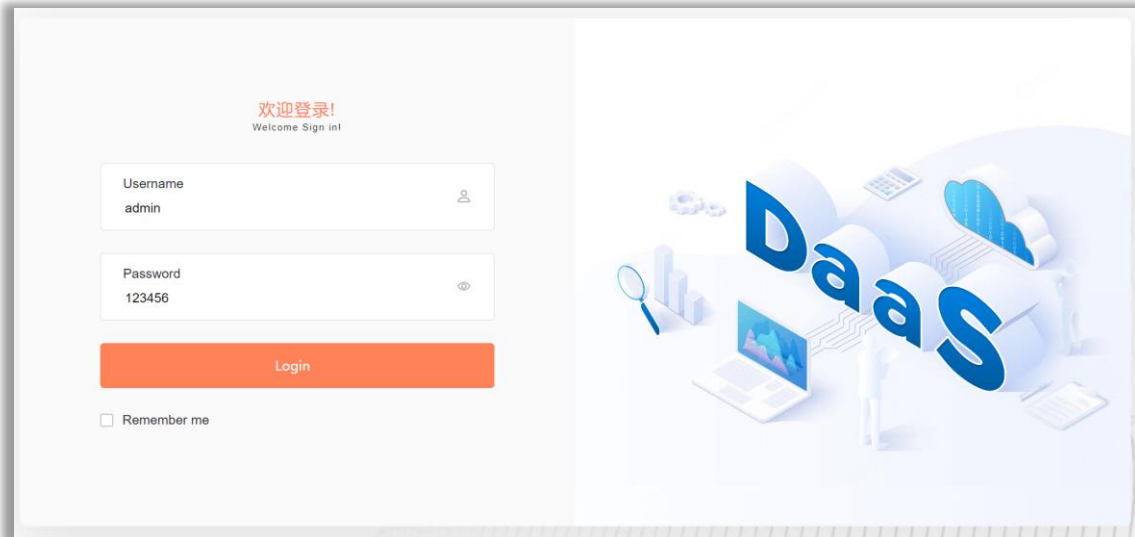 欢迎登录!
Welcome Sign in!
Username
admin
Password
123456
Login
Remember me
DaaS